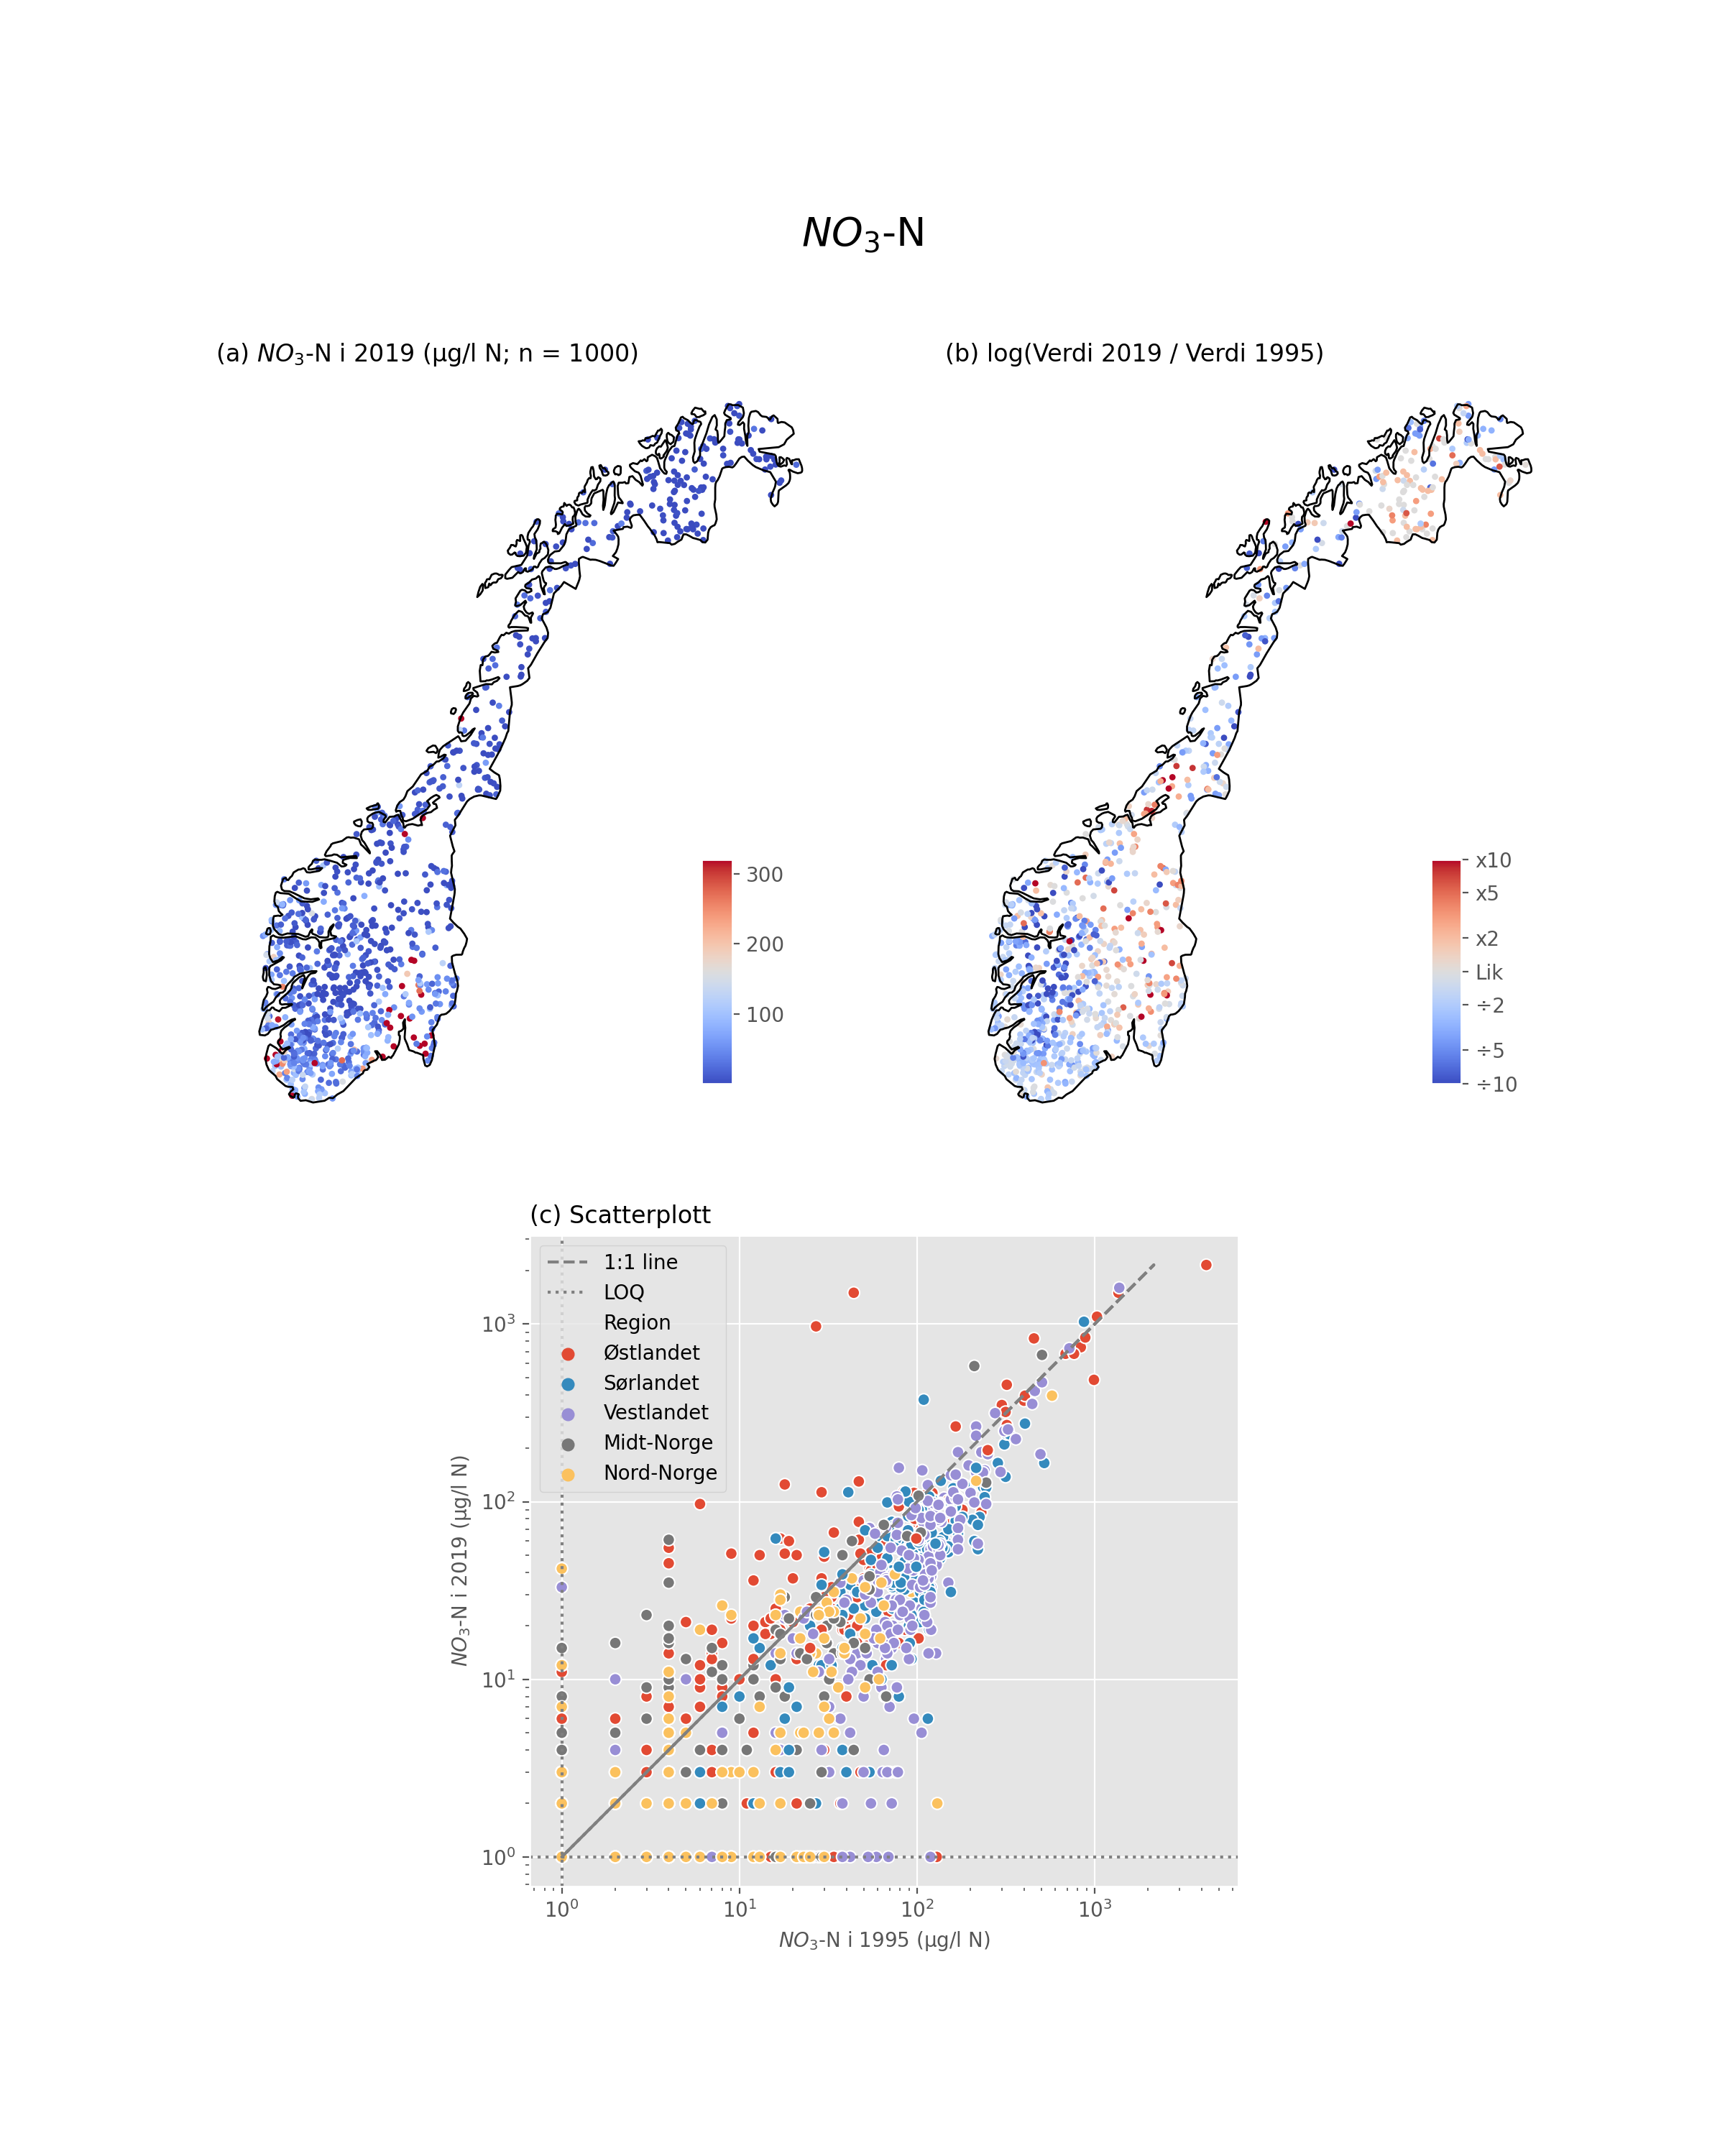 NO₃-N
(a) NO₃-N i 2019 (µg/l N; n = 1000)
300
200
100
(b) log(Verdi 2019 / Verdi 1995)
x10
x5
x2
Lik
÷2
÷5
÷10
(c) Scatterplott
1:1 line
LOQ
Region
Østlandet
Sørlandet
Vestlandet
Midt-Norge
Nord-Norge
NO₃-N i 2019 (µg/l N)
10³
10²
10¹
10⁰
10⁰ 10¹ 10² 10³
NO₃-N i 1995 (µg/l N)